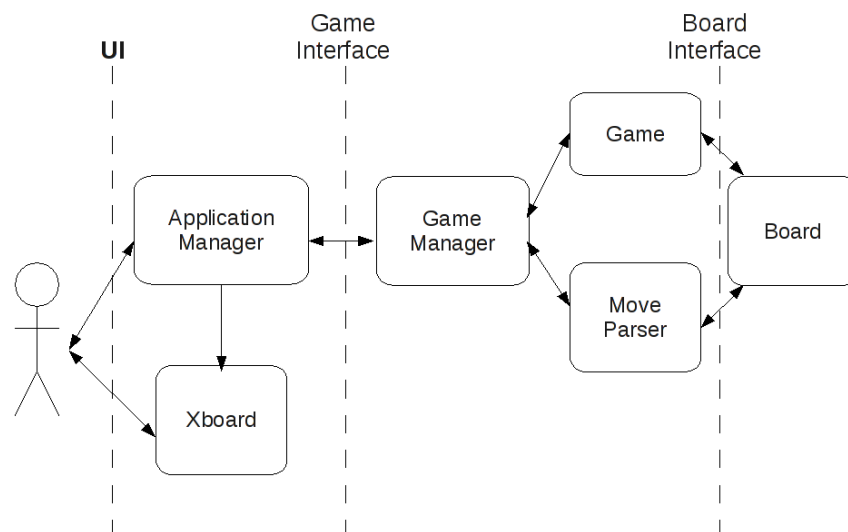 UI
Game
Interface
Board
Interface
Application
Manager
Xboard
Game
Manager
Game
Move
Parser
Board